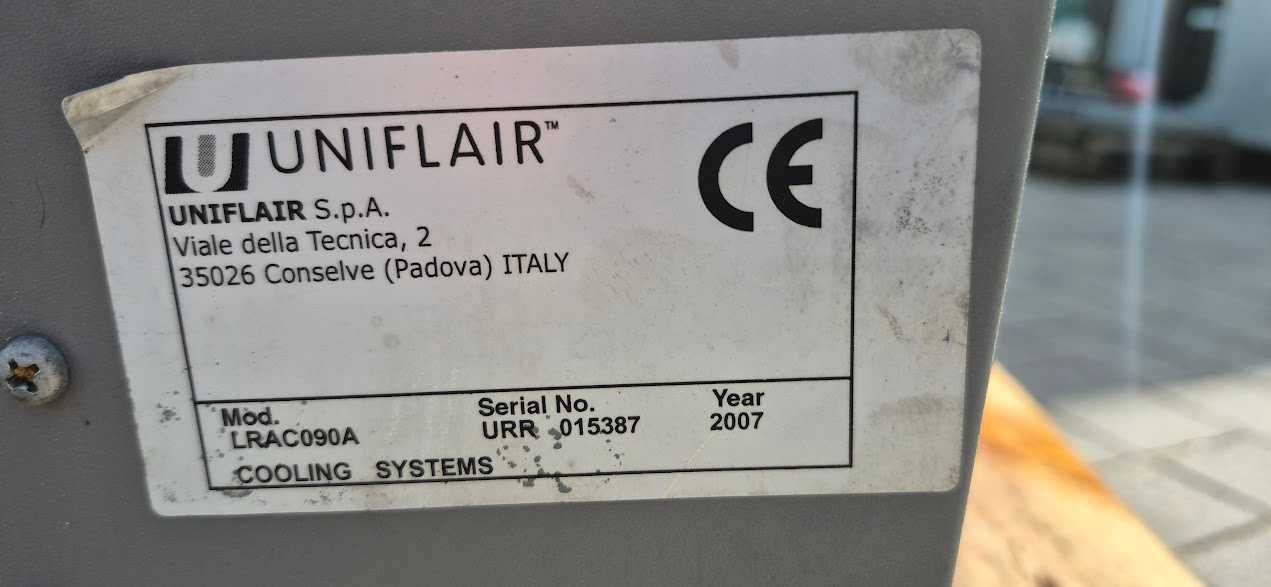 UNIFLAIR™
UNIFLAIR S.p.A.
Viale della Tecnica, 2
35026 Conselve (Padova) ITALY
CE
Mod. Serial No. Year
LRAC090A URR 015387 2007
COOLING SYSTEMS